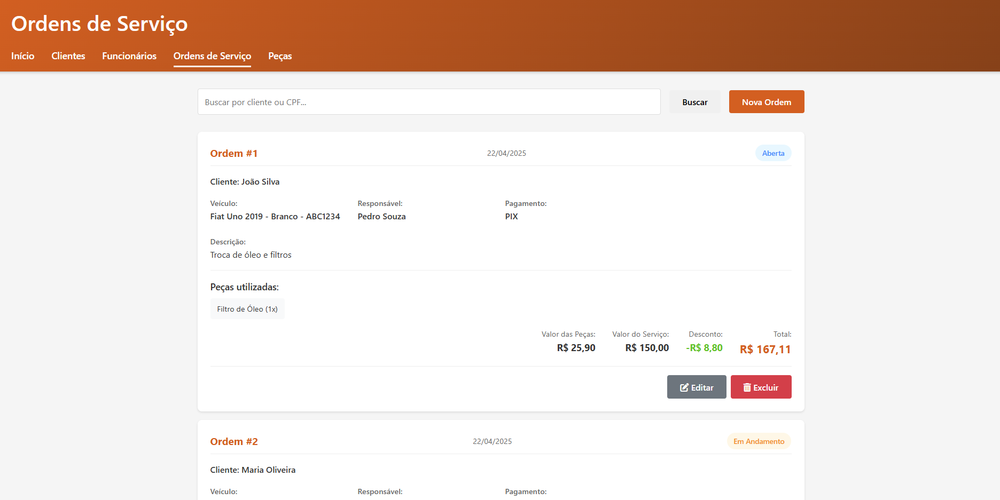 Ordens de Serviço
Início Clientes Funcionários Ordens de Serviço Peças
Buscar por cliente ou CPF... Buscar Nova Ordem
Ordem #1 22/04/2025 Aberta
Cliente: João Silva
Veículo: Responsável: Pagamento:
Fiat Uno 2019 - Branco - ABC1234 Pedro Souza PIX
Descrição:
Troca de óleo e filtros
Peças utilizadas:
Filtro de Óleo (1x)
Valor das Peças: Valor do Serviço: Desconto: Total:
R$ 25,90 R$ 150,00 -R$ 8,80 R$ 167,11
Editar Excluir
Ordem #2 22/04/2025 Em Andamento
Cliente: Maria Oliveira
Veículo: Responsável: Pagamento: